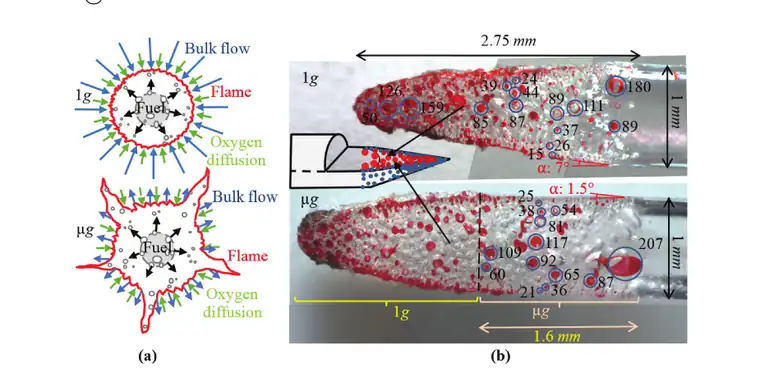 1g
Bulk flow
Flame
Fuel
Oxygen
diffusion
μg
Bulk flow
Fuel
Flame
Oxygen
diffusion
(a)
2.75 mm
1g
126
50
159
39
24
44
85
87
89
111
180
37
89
26
15
α: 7°
1 mm
μg
α: 1.5°
25
38
54
81
117
109
60
92
65
207
21
36
87
1 mm
1g
μg
1.6 mm
(b)